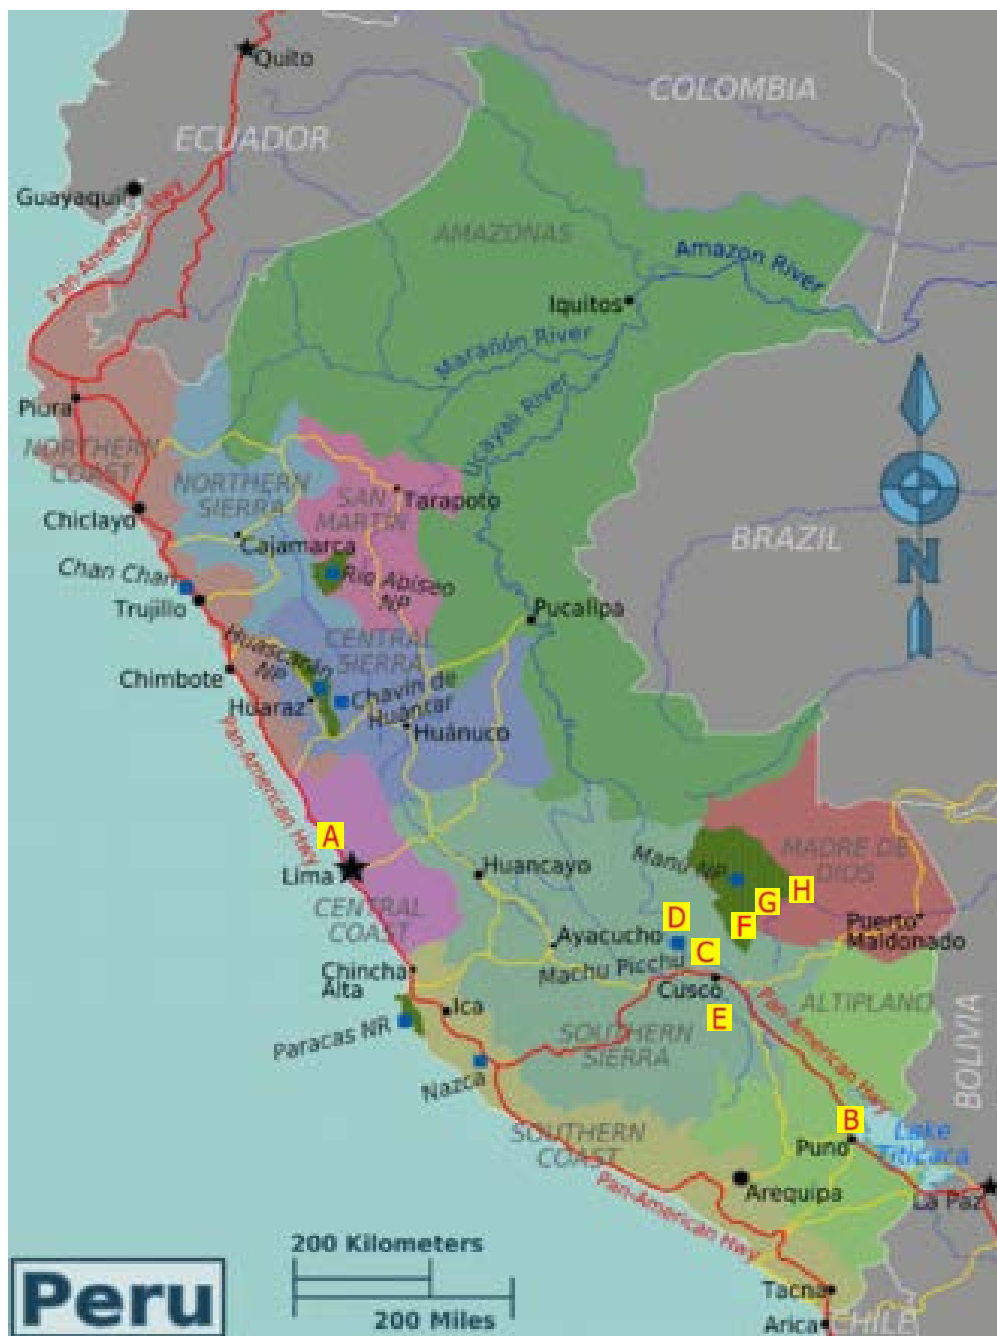 Quito
COLOMBIA
ECUADOR
Guayaquil
Pan-American Hwy
AMAZONAS
Amazon River
Iquitos
Marañón River
Ucayali River
Piura
NORTHERN
COAST
NORTHERN
SIERRA
SAN
MARTIN
Tarapoto
Chiclayo
Cajamarca
BRAZIL
N
Chan Chan
Rio Abiseo
NP
Trujillo
Pucallpa
Huascarán
NP
CENTRAL
SIERRA
Chimbote
Chavin de
Huántar
Huaraz
Huánuco
Pan-American Hwy
A
Lima
Huancayo
Manú NP
MADRE DE
DIOS
H
G
F
D
C
CENTRAL
COAST
Ayacucho
Puerto
Maldonado
Machu Picchu
Chincha
Alta
Cusco
E
ALTIPLANO
Pan-American Hwy
Ica
Paracas NR
SOUTHERN
SIERRA
BOLIVIA
Nazca
B
Puno
Lake
Titicaca
SOUTHERN
COAST
Arequipa
La Paz
Pan-American Hwy
200 Kilometers
200 Miles
Peru
Tacna
Arica
CHILE